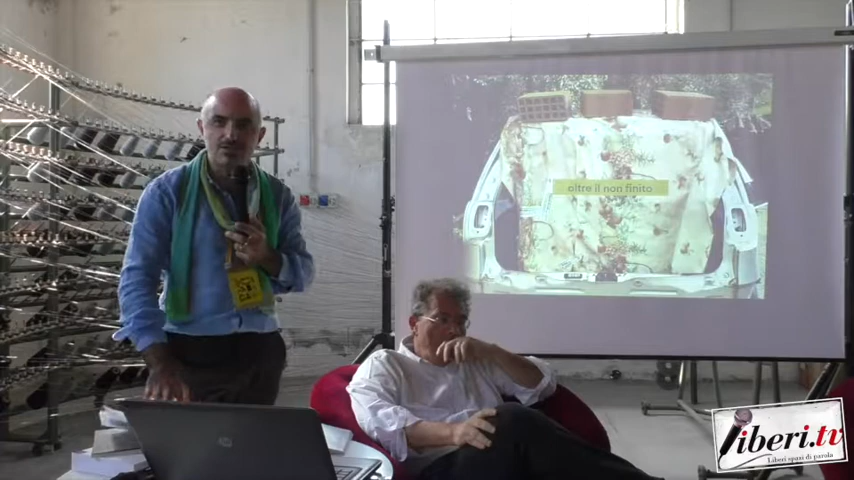 oltre il non finito
liberi.tv
Liberi spazi di parola